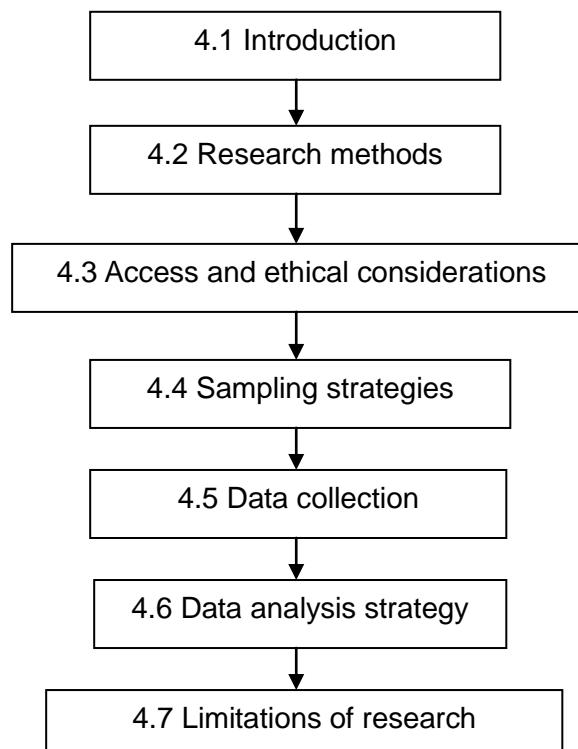 4.1 Introduction
4.2 Research methods
4.3 Access and ethical considerations
4.4 Sampling strategies
4.5 Data collection
4.6 Data analysis strategy
4.7 Limitations of research